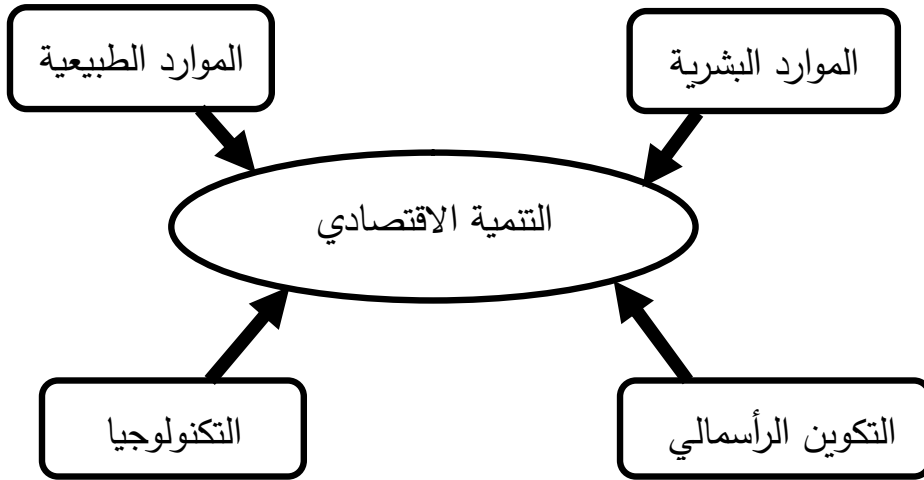 الموارد البشرية
الموارد الطبيعية
التنمية الاقتصادي
التكوين الرأسمالي
التكنولوجيا